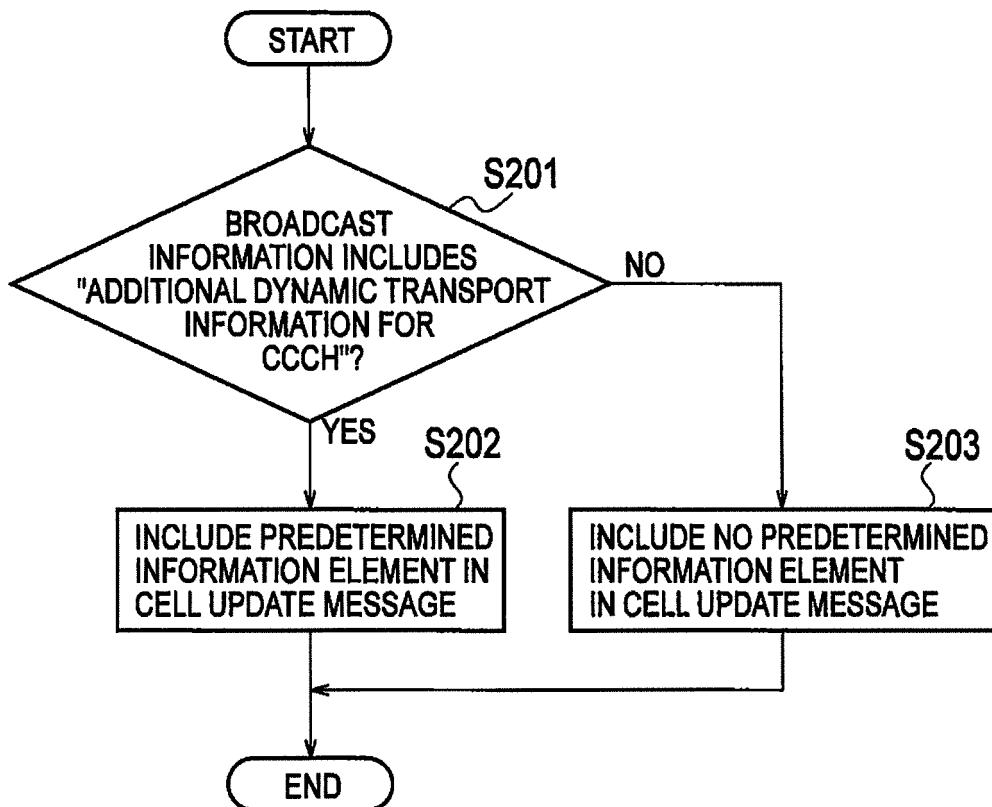 START
S201
BROADCAST
INFORMATION INCLUDES
"ADDITIONAL DYNAMIC TRANSPORT
INFORMATION FOR
CCCH"?
NO
YES
S202
INCLUDE PREDETERMINED
INFORMATION ELEMENT IN
CELL UPDATE MESSAGE
S203
INCLUDE NO PREDETERMINED
INFORMATION ELEMENT
IN CELL UPDATE MESSAGE
END